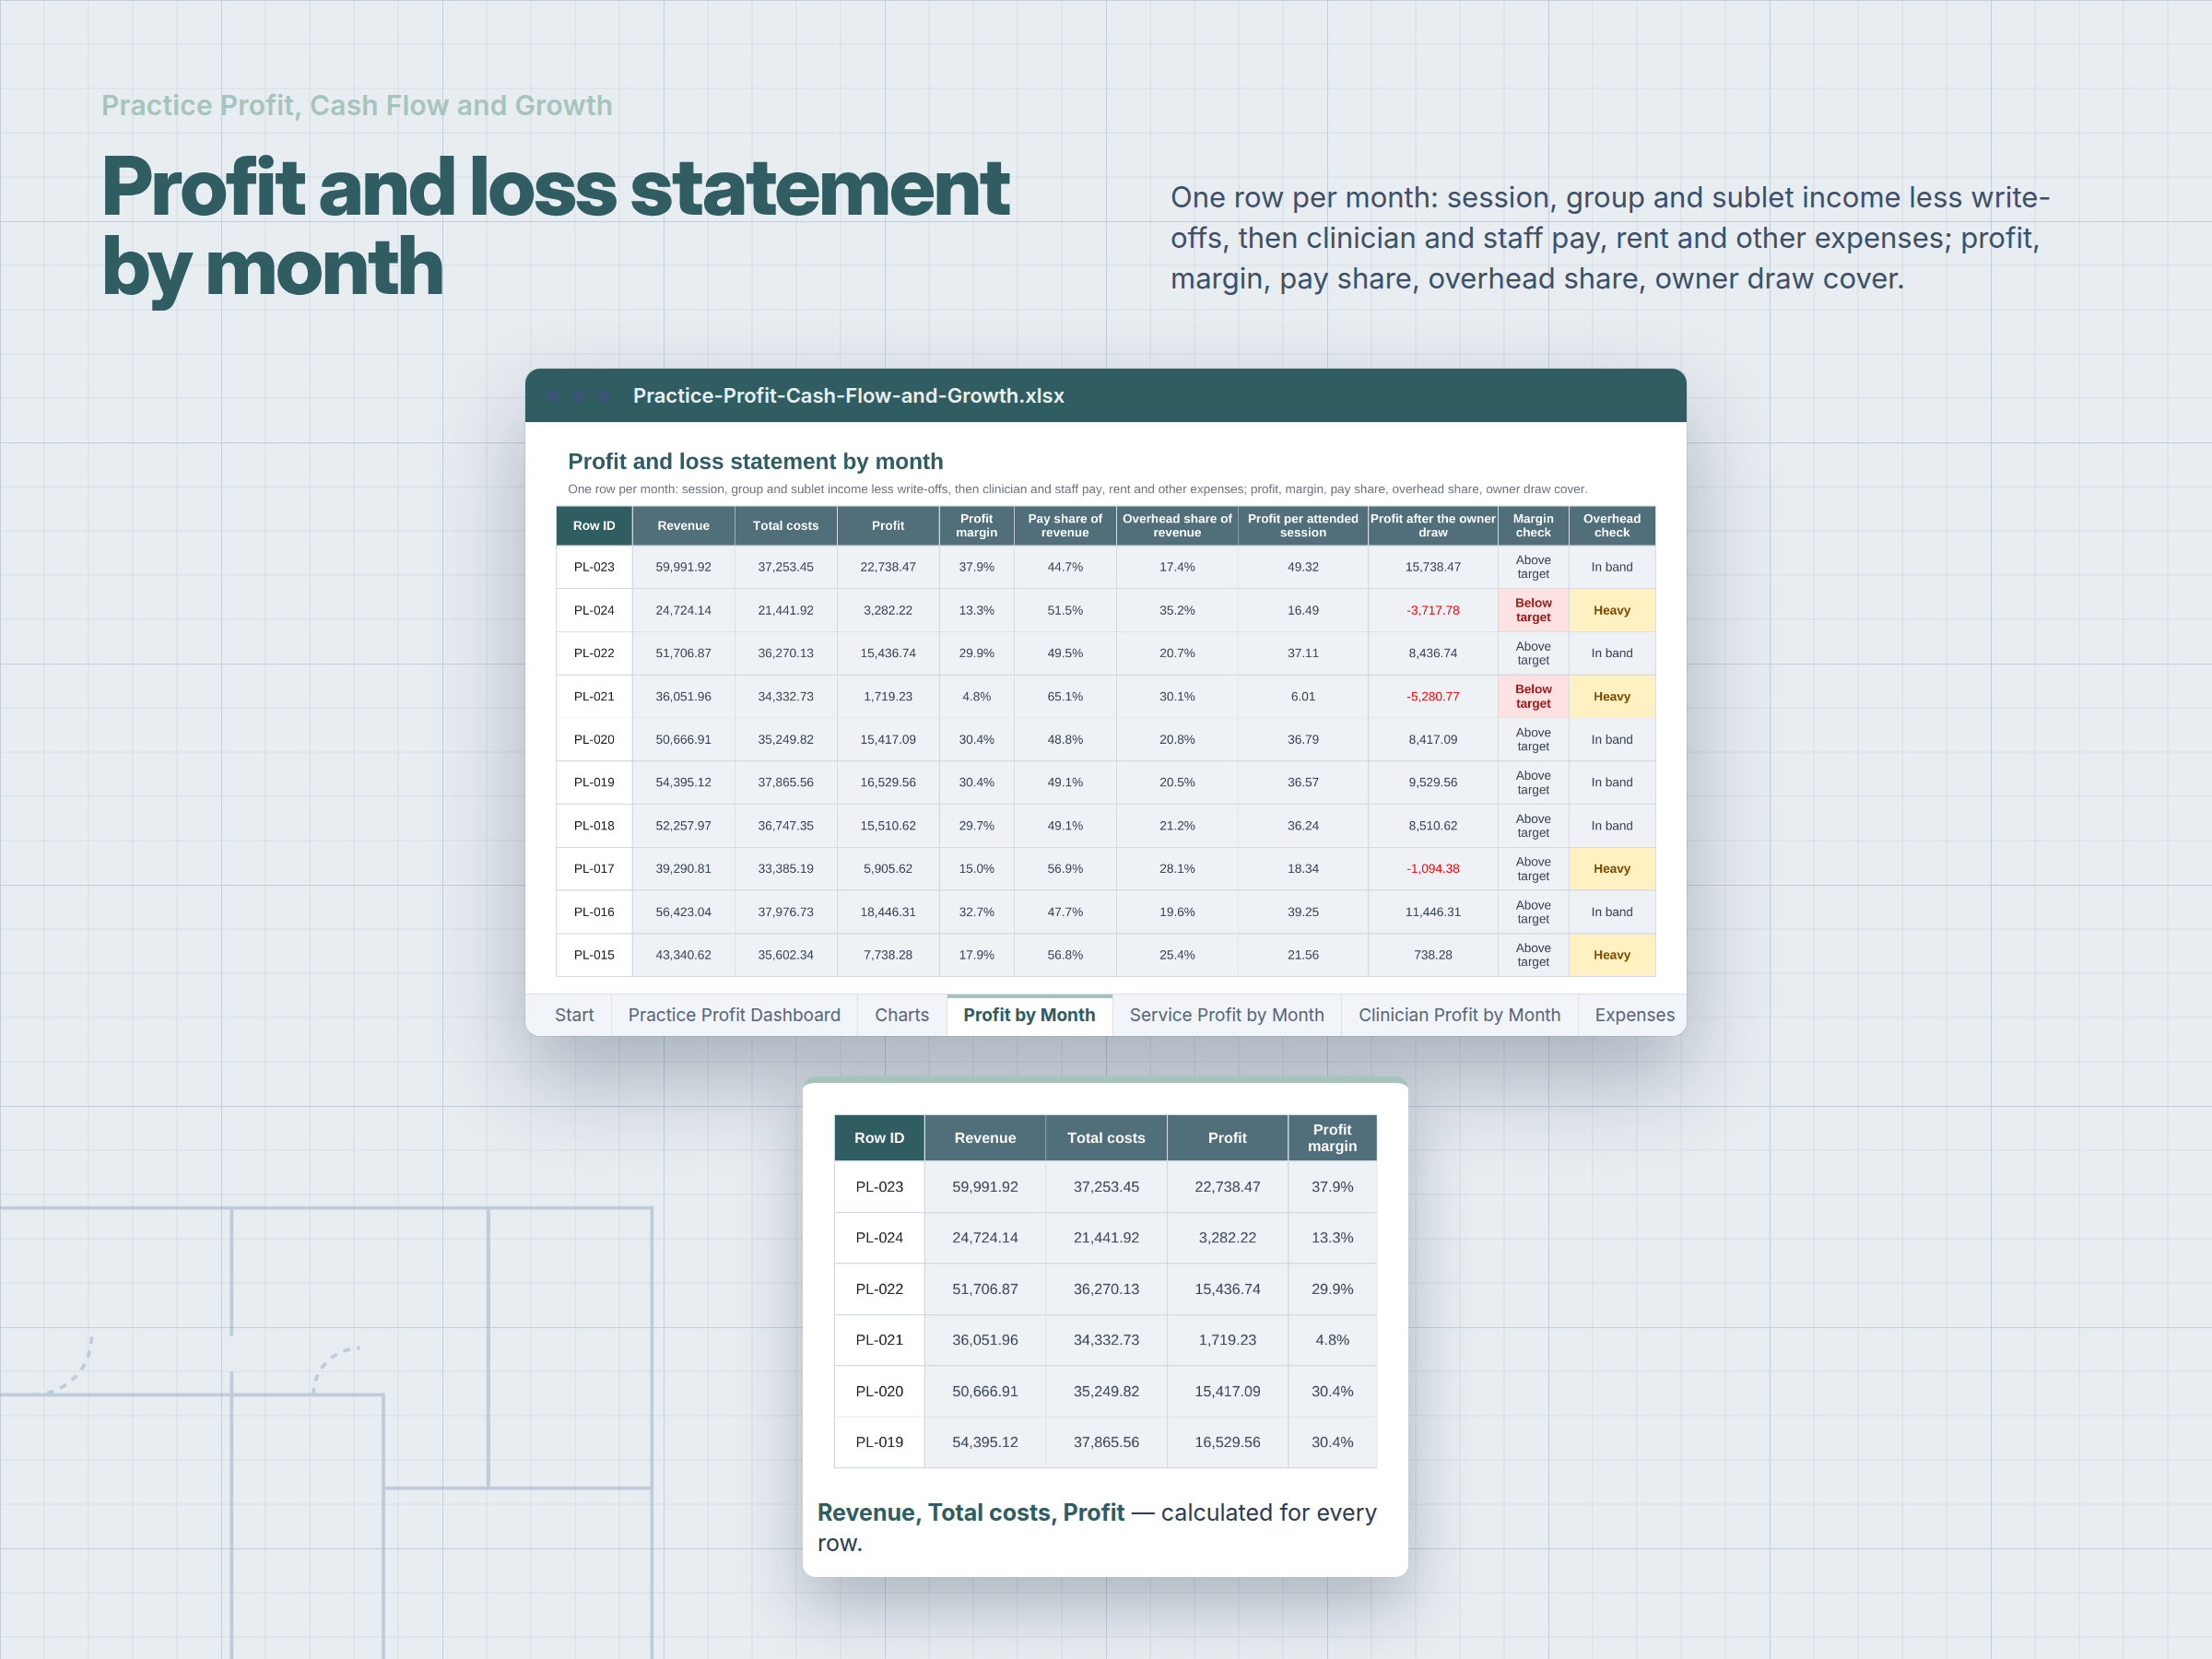 Practice Profit, Cash Flow and Growth
Profit and loss statement
by month
One row per month: session, group and sublet income less write-
offs, then clinician and staff pay, rent and other expenses; profit,
margin, pay share, overhead share, owner draw cover.
Practice-Profit-Cash-Flow-and-Growth.xlsx
Profit and loss statement by month
One row per month: session, group and sublet income less write-offs, then clinician and staff pay, rent and other expenses; profit, margin, pay share, overhead share, owner draw cover.
Row ID Revenue Total costs Profit Profit margin Pay share of revenue Overhead share of revenue Profit per attended session Profit after the owner draw Margin check Overhead check
PL-023 59,991.92 37,253.45 22,738.47 37.9% 44.7% 17.4% 49.32 15,738.47 Above target In band
PL-024 24,724.14 21,441.92 3,282.22 13.3% 51.5% 35.2% 16.49 -3,717.78 Below target Heavy
PL-022 51,706.87 36,270.13 15,436.74 29.9% 49.5% 20.7% 37.11 8,436.74 Above target In band
PL-021 36,051.96 34,332.73 1,719.23 4.8% 65.1% 30.1% 6.01 -5,280.77 Below target Heavy
PL-020 50,666.91 35,249.82 15,417.09 30.4% 48.8% 20.8% 36.79 8,417.09 Above target In band
PL-019 54,395.12 37,865.56 16,529.56 30.4% 49.1% 20.5% 36.57 9,529.56 Above target In band
PL-018 52,257.97 36,747.35 15,510.62 29.7% 49.1% 21.2% 36.24 8,510.62 Above target In band
PL-017 39,290.81 33,385.19 5,905.62 15.0% 56.9% 28.1% 18.34 -1,094.38 Above target Heavy
PL-016 56,423.04 37,976.73 18,446.31 32.7% 47.7% 19.6% 39.25 11,446.31 Above target In band
PL-015 43,340.62 35,602.34 7,738.28 17.9% 56.8% 25.4% 21.56 738.28 Above target Heavy
Start Practice Profit Dashboard Charts Profit by Month Service Profit by Month Clinician Profit by Month Expenses
Row ID Revenue Total costs Profit Profit margin
PL-023 59,991.92 37,253.45 22,738.47 37.9%
PL-024 24,724.14 21,441.92 3,282.22 13.3%
PL-022 51,706.87 36,270.13 15,436.74 29.9%
PL-021 36,051.96 34,332.73 1,719.23 4.8%
PL-020 50,666.91 35,249.82 15,417.09 30.4%
PL-019 54,395.12 37,865.56 16,529.56 30.4%
Revenue, Total costs, Profit — calculated for every
row.